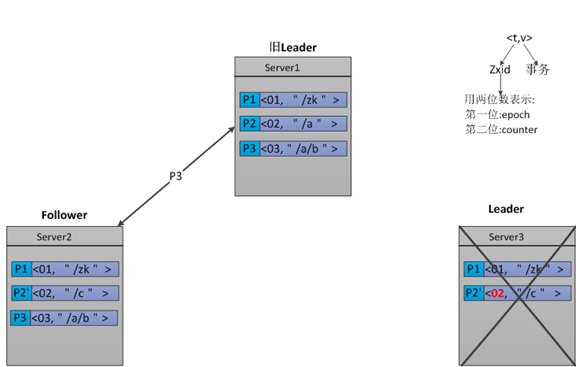 旧Leader
Server1
P1 <01, "/zk" >
P2 <02, "/a" >
P3 <03, "/a/b" >
<t,v>
Zxid 事务
用两位数表示:
第一位:epoch
第二位:counter
P3
Follower
Server2
P1 <01, "/zk" >
P2' <02, "/c" >
P3 <03, "/a/b" >
Leader
Server3
P1 <01, "/zk" >
P2' <02, "/c" >